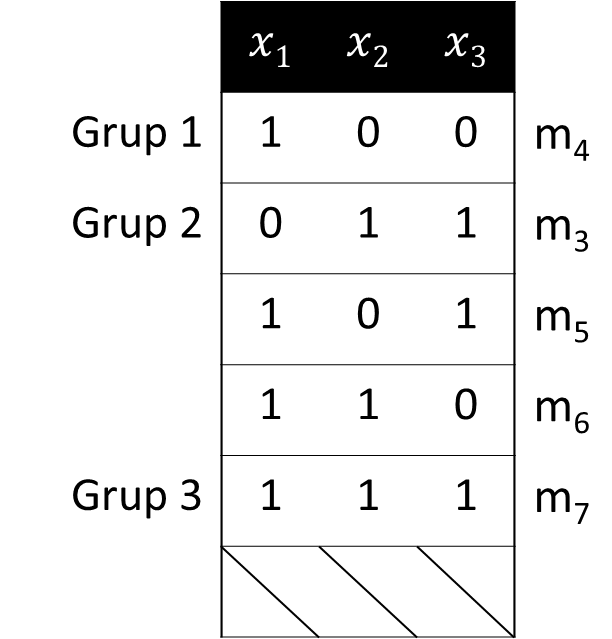 x₁ x₂ x₃
Grup 1 1 0 0 m₄
Grup 2 0 1 1 m₃
1 0 1 m₅
1 1 0 m₆
Grup 3 1 1 1 m₇